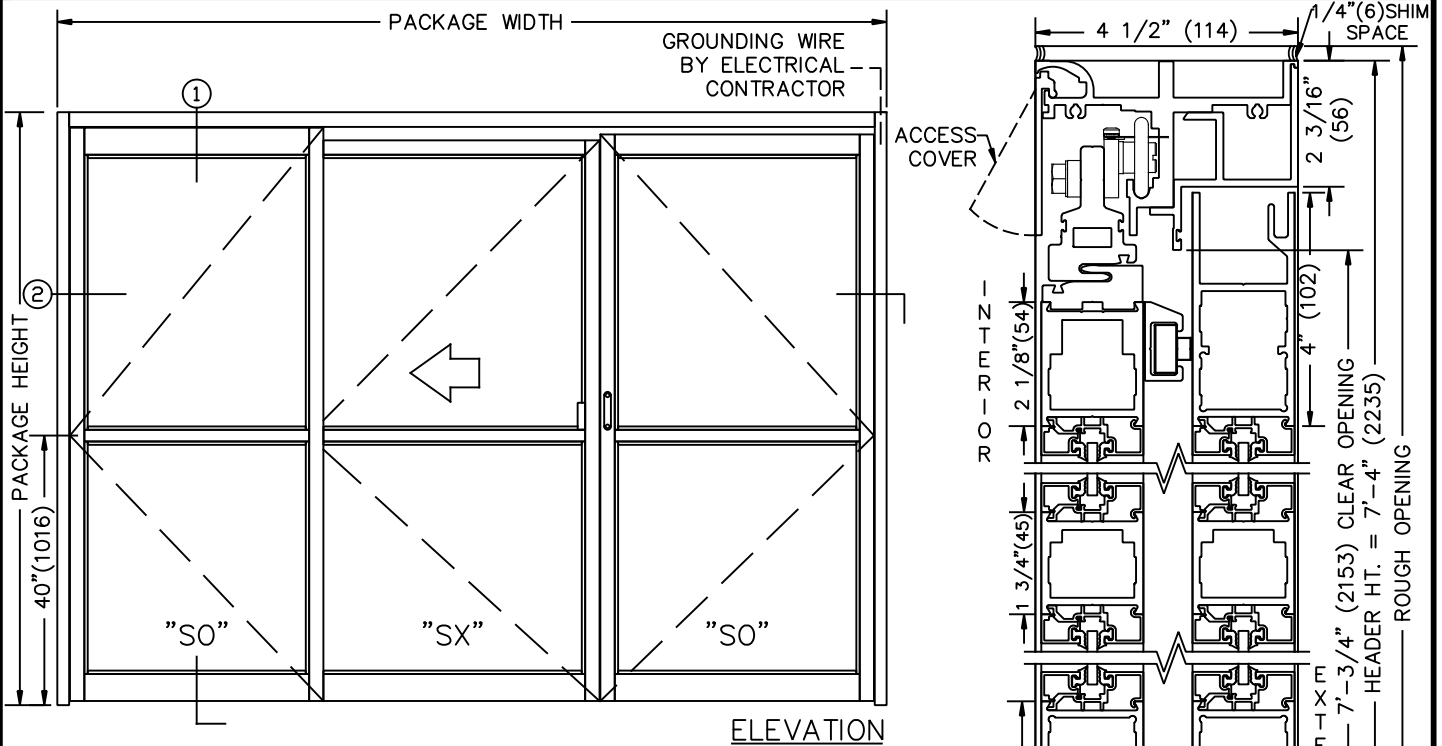 PACKAGE WIDTH
GROUNDING WIRE
BY ELECTRICAL
CONTRACTOR
1
2
PACKAGE HEIGHT
40"(1016)
"SO"
"SX"
"SO"
ELEVATION
4 1/2" (114)
1/4"(6)SHIM
SPACE
ACCESS
COVER
2 3/16"
(56)
INTERIOR
2 1/8"(54)
4" (102)
1 3/4"(45)
7'-3/4" (2153) CLEAR OPENING
HEADER HT. = 7'-4" (2235)
ROUGH OPENING
EXTE